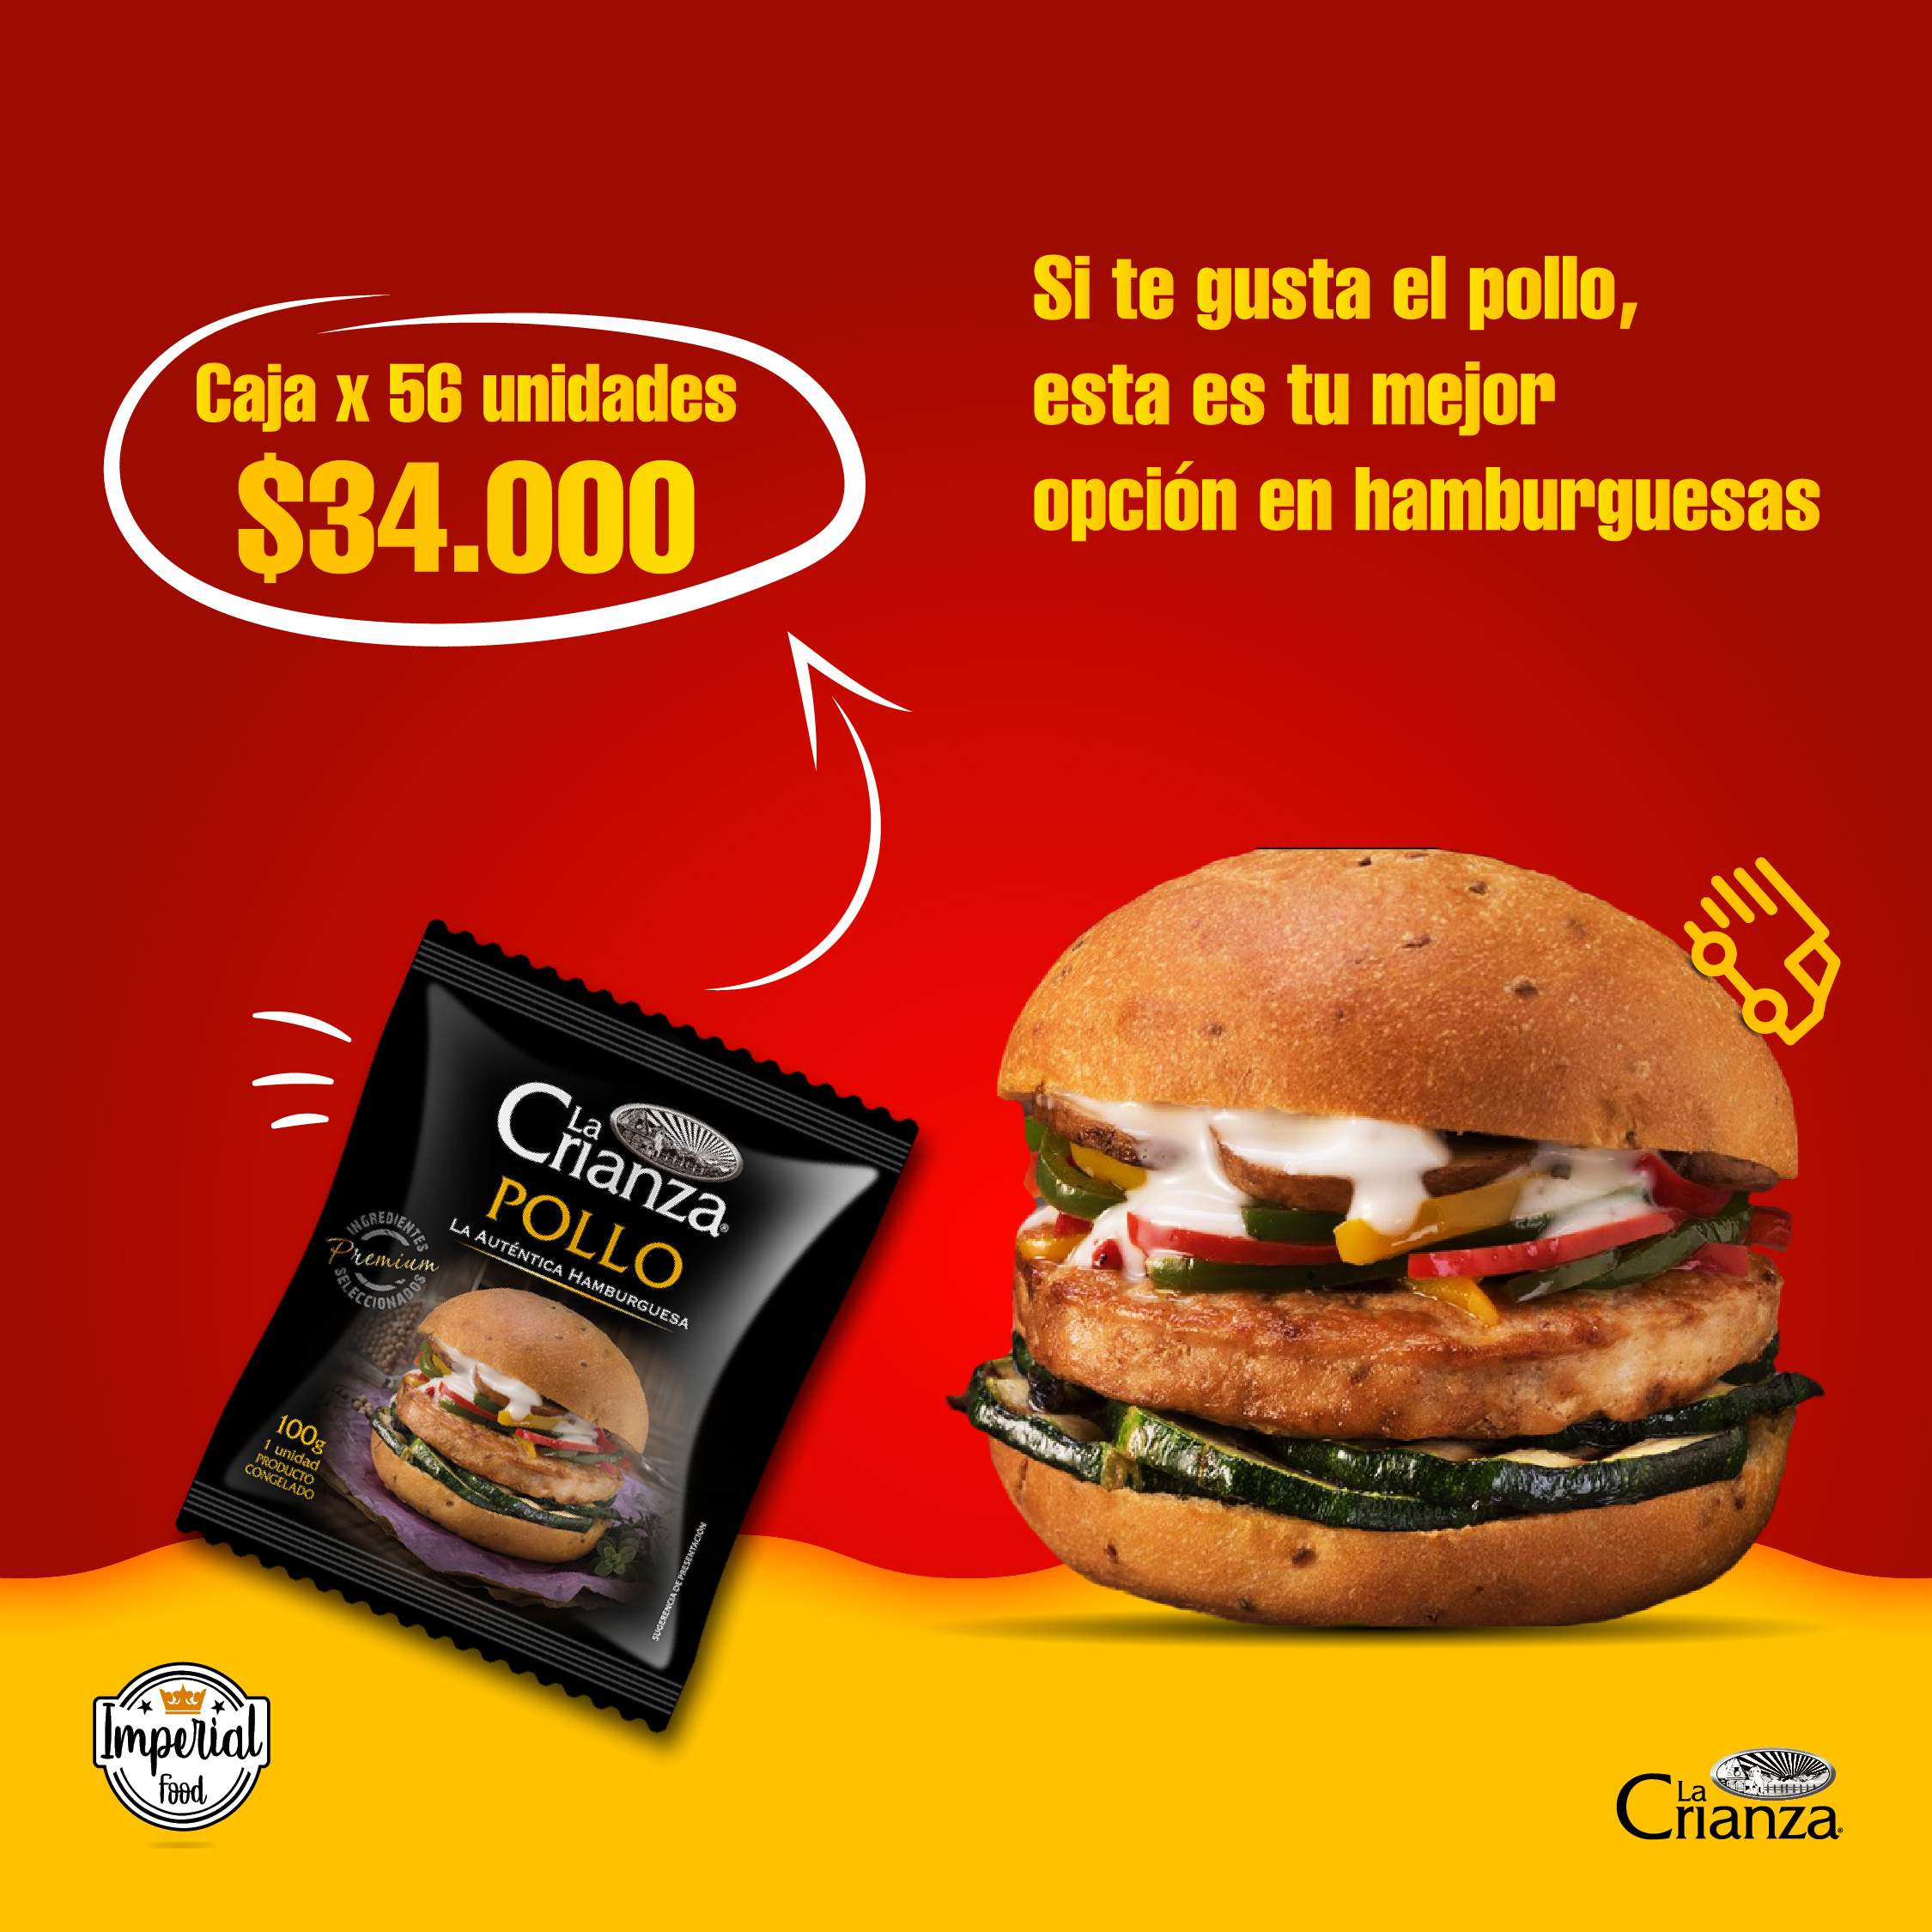 Si te gusta el pollo,
esta es tu mejor
opción en hamburguesas
Caja x 56 unidades
$34.000
La
Crianza®
POLLO
LA AUTÉNTICA HAMBURGUESA
INGREDIENTES
Premium
SELECCIONADOS
100g
1 unidad
PRODUCTO
CONGELADO
SUGERENCIA DE PRESENTACIÓN
Imperial
food
La
Crianza®